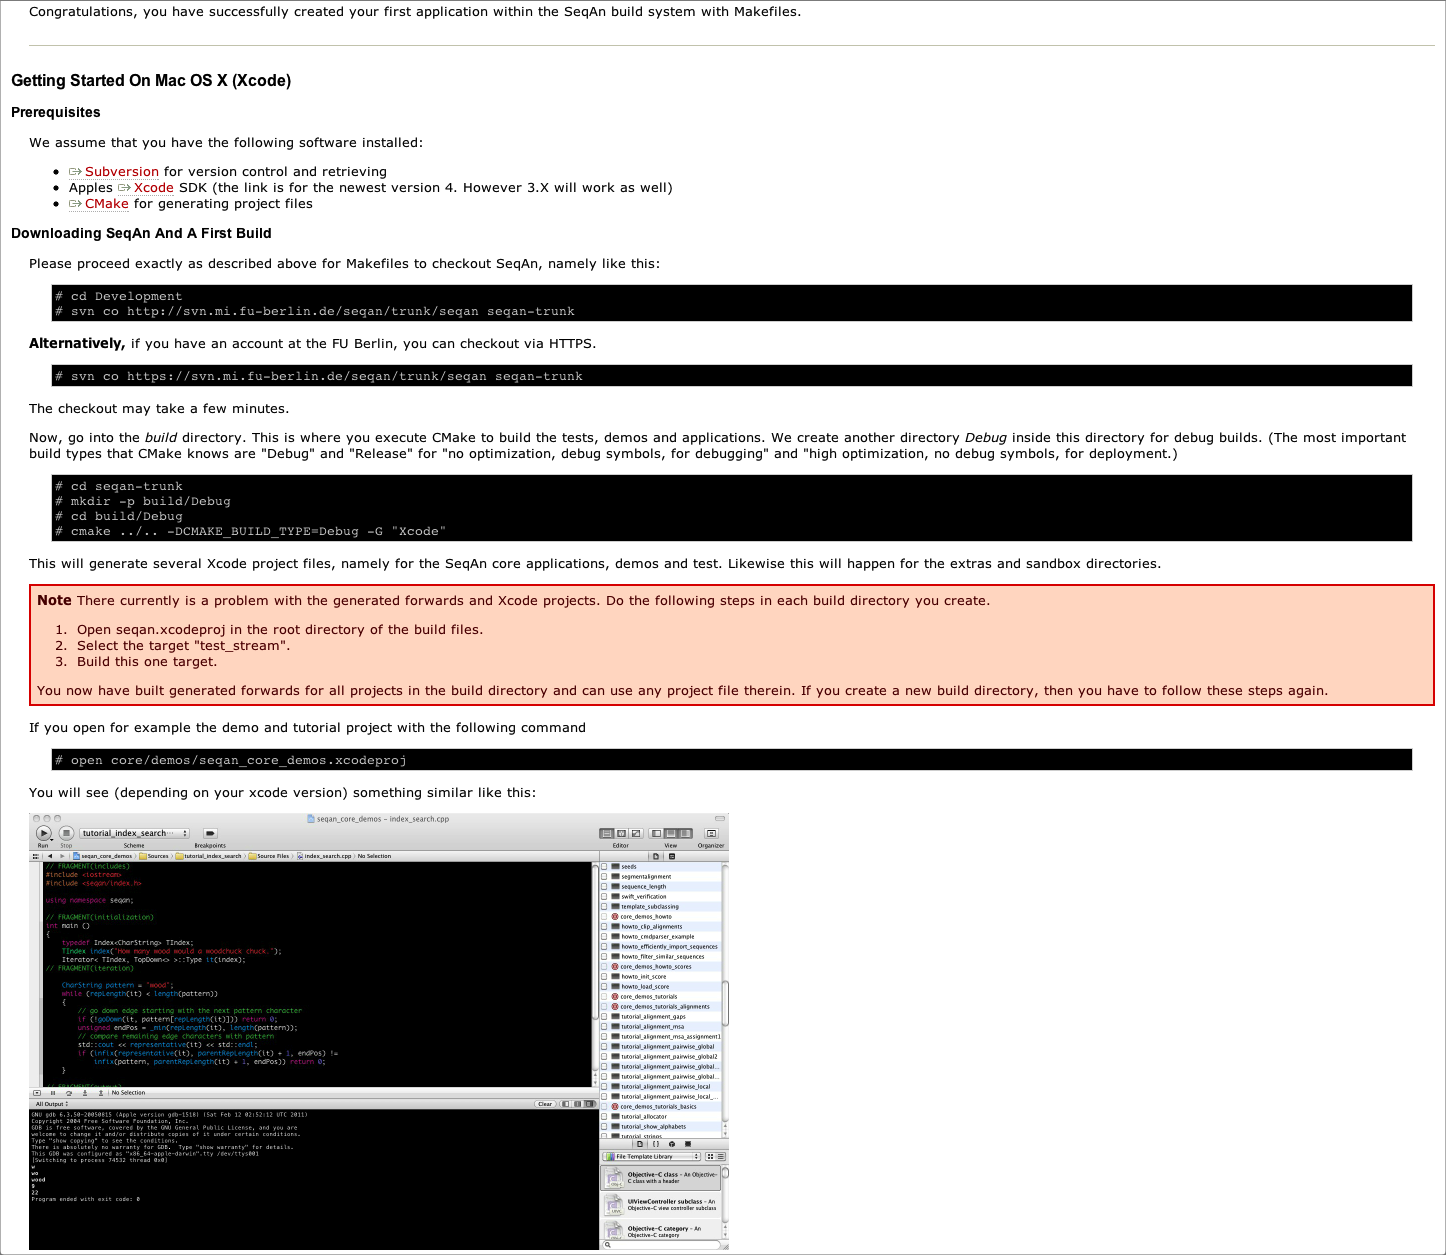 Congratulations, you have successfully created your first application within the SeqAn build system with Makefiles.
Getting Started On Mac OS X (Xcode)
Prerequisites
We assume that you have the following software installed:
Subversion for version control and retrieving
Apples Xcode SDK (the link is for the newest version 4. However 3.X will work as well)
CMake for generating project files
Downloading SeqAn And A First Build
Please proceed exactly as described above for Makefiles to checkout SeqAn, namely like this:
# cd Development
# svn co http://svn.mi.fu-berlin.de/seqan/trunk/seqan seqan-trunk
Alternatively, if you have an account at the FU Berlin, you can checkout via HTTPS.
# svn co https://svn.mi.fu-berlin.de/seqan/trunk/seqan seqan-trunk
The checkout may take a few minutes.
Now, go into the build directory. This is where you execute CMake to build the tests, demos and applications. We create another directory Debug inside this directory for debug builds. (The most important
build types that CMake knows are "Debug" and "Release" for "no optimization, debug symbols, for debugging" and "high optimization, no debug symbols, for deployment.)
# cd seqan-trunk
# mkdir -p build/Debug
# cd build/Debug
# cmake ../.. -DCMAKE_BUILD_TYPE=Debug -G "Xcode"
This will generate several Xcode project files, namely for the SeqAn core applications, demos and test. Likewise this will happen for the extras and sandbox directories.
Note There currently is a problem with the generated forwards and Xcode projects. Do the following steps in each build directory you create.
1. Open seqan.xcodeproj in the root directory of the build files.
2. Select the target "test_stream".
3. Build this one target.
You now have built generated forwards for all projects in the build directory and can use any project file therein. If you create a new build directory, then you have to follow these steps again.
If you open for example the demo and tutorial project with the following command
# open core/demos/seqan_core_demos.xcodeproj
You will see (depending on your xcode version) something similar like this:
seqan_core_demos – index_search.cpp
tutorial_index_search···
Run Stop Scheme Breakpoints Editor View Organizer
seqan_core_demos Sources tutorial_index_search Source Files index_search.cpp No Selection
// FRAGMENT(includes)
#include <iostream>
#include <seqan/index.h>
using namespace seqan;
// FRAGMENT(initialization)
int main ()
{
typedef Index<CharString> TIndex;
TIndex index("How many wood would a woodchuck chuck.");
Iterator< TIndex, TopDown<> >::Type it(index);
// FRAGMENT(iteration)
CharString pattern = "wood";
while (repLength(it) < length(pattern))
{
// go down edge starting with the next pattern character
if (!goDown(it, pattern[repLength(it)])) return 0;
unsigned endPos = _min(repLength(it), length(pattern));
// compare remaining edge characters with pattern
std::cout << representative(it) << std::endl;
if (infix(representative(it), parentRepLength(it) + 1, endPos) !=
infix(pattern, parentRepLength(it) + 1, endPos)) return 0;
}
// FRAGMENT(output)
seeds
segmentalignment
sequence_length
swift_verification
template_subclassing
core_demos_howto
howto_clip_alignments
howto_cmdparser_example
howto_efficiently_import_sequences
howto_filter_similar_sequences
core_demos_howto_scores
howto_init_score
howto_load_score
core_demos_tutorials
core_demos_tutorials_alignments
tutorial_alignment_gaps
tutorial_alignment_msa
tutorial_alignment_msa_assignment1
tutorial_alignment_pairwise_global
tutorial_alignment_pairwise_global2
tutorial_alignment_pairwise_global...
tutorial_alignment_pairwise_global...
tutorial_alignment_pairwise_local
tutorial_alignment_pairwise_local_...
core_demos_tutorials_basics
tutorial_allocator
tutorial_show_alphabets
tutorial_strings
No Selection
All Output Clear
GNU gdb 6.3.50-20050815 (Apple version gdb-1518) (Sat Feb 12 02:52:12 UTC 2011)
Copyright 2004 Free Software Foundation, Inc.
GDB is free software, covered by the GNU General Public License, and you are
welcome to change it and/or distribute copies of it under certain conditions.
Type "show copying" to see the conditions.
There is absolutely no warranty for GDB. Type "show warranty" for details.
This GDB was configured as "x86_64-apple-darwin".tty /dev/ttys001
[Switching to process 74532 thread 0x0]
w
wo
wood
9
22
Program ended with exit code: 0
File Template Library
Objective-C class – An Objective-
C class with a header
UIViewController subclass – An
Objective-C view controller subclass
Objective-C category – An
Objective-C category